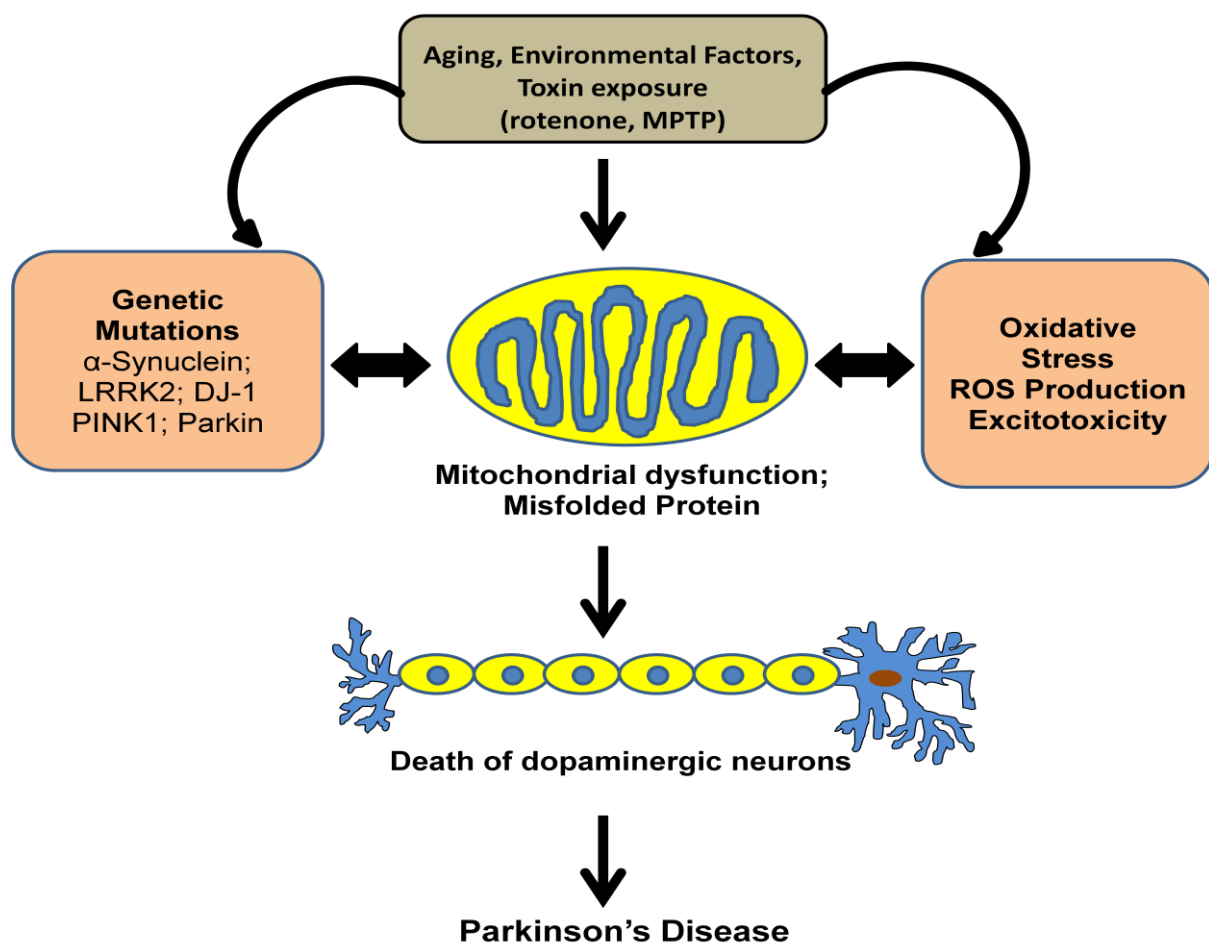 Aging, Environmental Factors,
Toxin exposure
(rotenone, MPTP)
Genetic
Mutations
α-Synuclein;
LRRK2; DJ-1
PINK1; Parkin
Oxidative
Stress
ROS Production
Excitotoxicity
Mitochondrial dysfunction;
Misfolded Protein
Death of dopaminergic neurons
Parkinson’s Disease